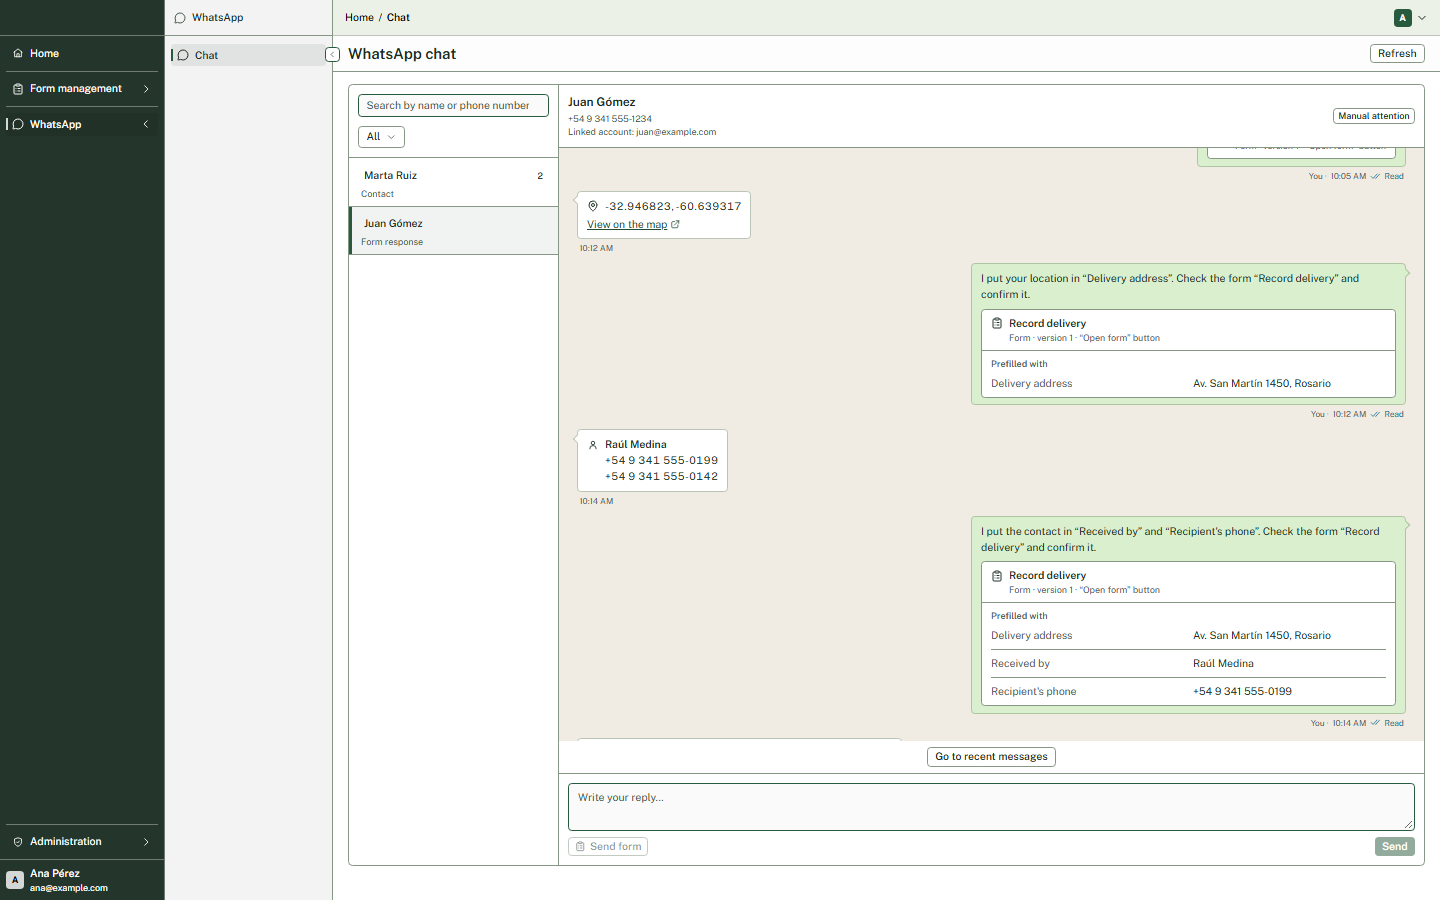 Home
Form management
WhatsApp
Administration
A
Ana Pérez
ana@example.com
WhatsApp
Chat
Home / Chat
A
WhatsApp chat
Refresh
Search by name or phone number
All
Marta Ruiz 2
Contact
Juan Gómez
Form response
Juan Gómez
+54 9 341 555-1234
Linked account: juan@example.com
Manual attention
You · 10:05 AM Read
-32.946823, -60.639317
View on the map
10:12 AM
I put your location in “Delivery address”. Check the form “Record delivery” and
confirm it.
Record delivery
Form · version 1 · “Open form” button
Prefilled with
Delivery address Av. San Martín 1450, Rosario
You · 10:12 AM Read
Raúl Medina
+54 9 341 555-0199
+54 9 341 555-0142
10:14 AM
I put the contact in “Received by” and “Recipient's phone”. Check the form “Record
delivery” and confirm it.
Record delivery
Form · version 1 · “Open form” button
Prefilled with
Delivery address Av. San Martín 1450, Rosario
Received by Raúl Medina
Recipient's phone +54 9 341 555-0199
You · 10:14 AM Read
Go to recent messages
Write your reply...
Send form
Send